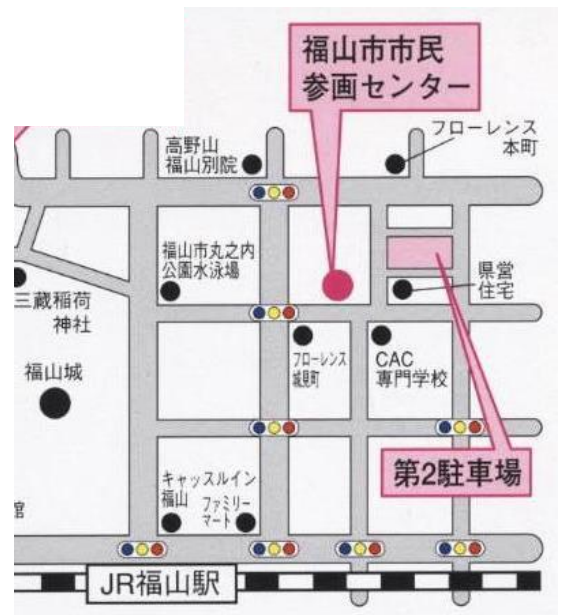 福山市市民
参画センター
フローレンス
本町
高野山
福山別院
福山市丸之内
公園水泳場
県営
住宅
三蔵稲荷
神社
フローレンス
城見町
CAC
専門学校
福山城
第2駐車場
キャッスルイン
福山
ファミリー
マート
館
JR福山駅